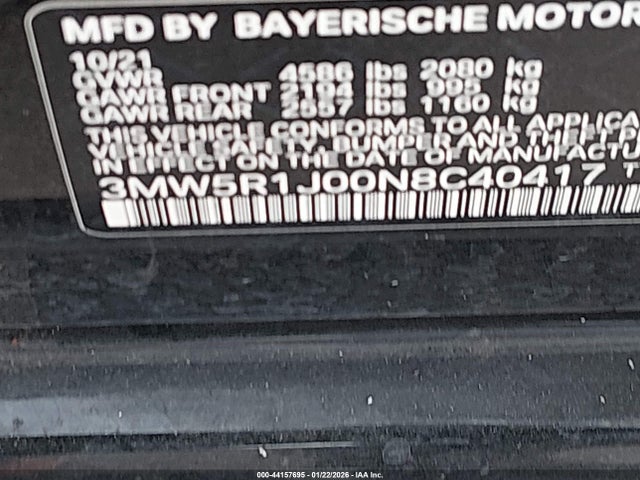 MFD BY BAYERISCHE MOTOR
10/21
GVWR 4586 lbs 2080 kg
GAWR FRONT 2194 lbs 995 kg
GAWR REAR 2557 lbs 1160 kg
THIS VEHICLE CONFORMS TO ALL APPLICA
VEHICLE SAFETY, BUMPER AND THEFT P
IN EFFECT ON THE DATE OF MANUFACTU
3MW5R1J00N8C40417 T
000-44157695 - 01/22/2026 - IAA Inc.